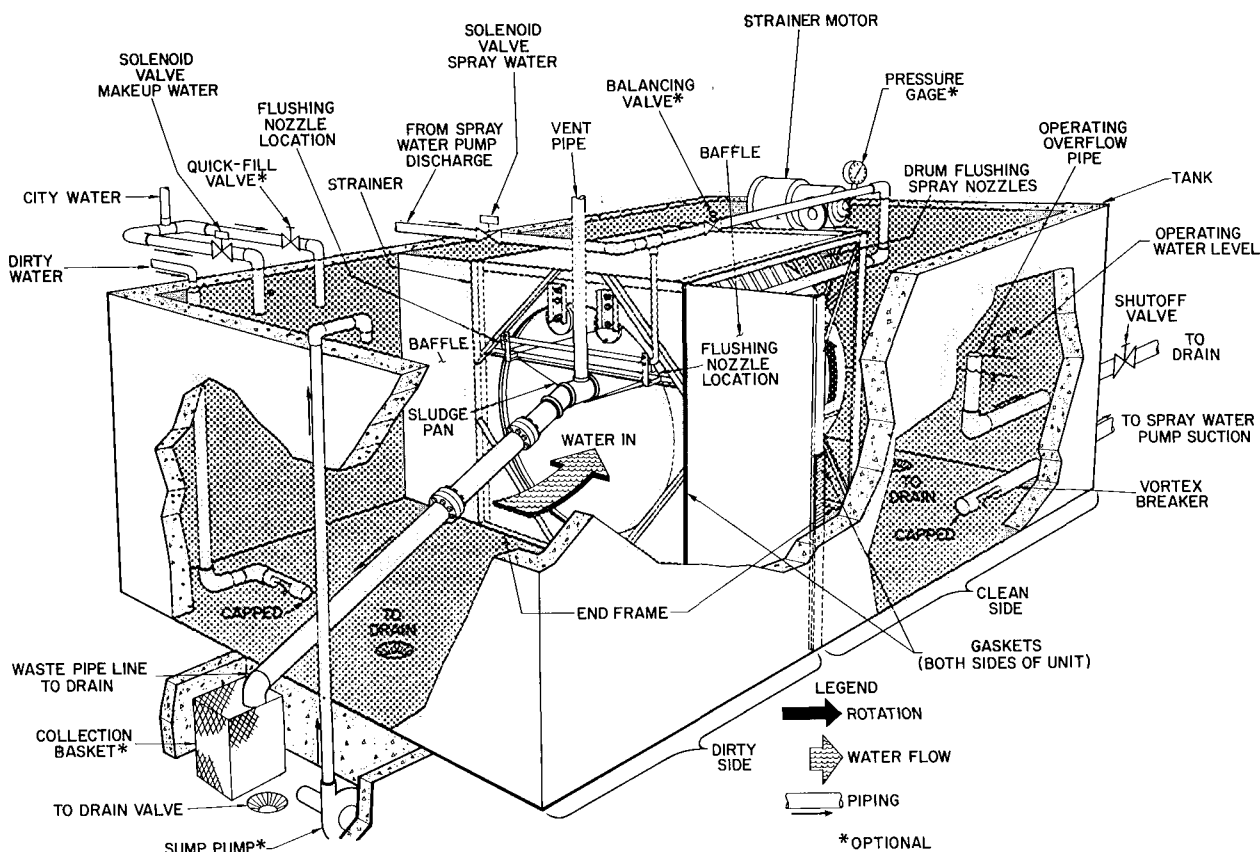 STRAINER MOTOR
SOLENOID
VALVE
SPRAY WATER
SOLENOID
VALVE
MAKEUP WATER
FLUSHING
NOZZLE
LOCATION
FROM SPRAY
WATER PUMP
DISCHARGE
VENT
PIPE
BALANCING
VALVE*
BAFFLE
PRESSURE
GAGE*
OPERATING
OVERFLOW
PIPE
DRUM FLUSHING
SPRAY NOZZLES
TANK
QUICK-FILL
VALVE*
STRAINER
CITY WATER
DIRTY
WATER
OPERATING
WATER LEVEL
SHUTOFF
VALVE
TO
DRAIN
BAFFLE
FLUSHING
NOZZLE
LOCATION
SLUDGE
PAN
WATER IN
TO SPRAY WATER
PUMP SUCTION
TO
DRAIN
VORTEX
BREAKER
CAPPED
CAPPED
TO
DRAIN
END FRAME
CLEAN
SIDE
GASKETS
(BOTH SIDES OF UNIT)
WASTE PIPE LINE
TO DRAIN
COLLECTION
BASKET*
TO DRAIN VALVE
SUMP PUMP*
DIRTY
SIDE
LEGEND
ROTATION
WATER FLOW
PIPING
*OPTIONAL